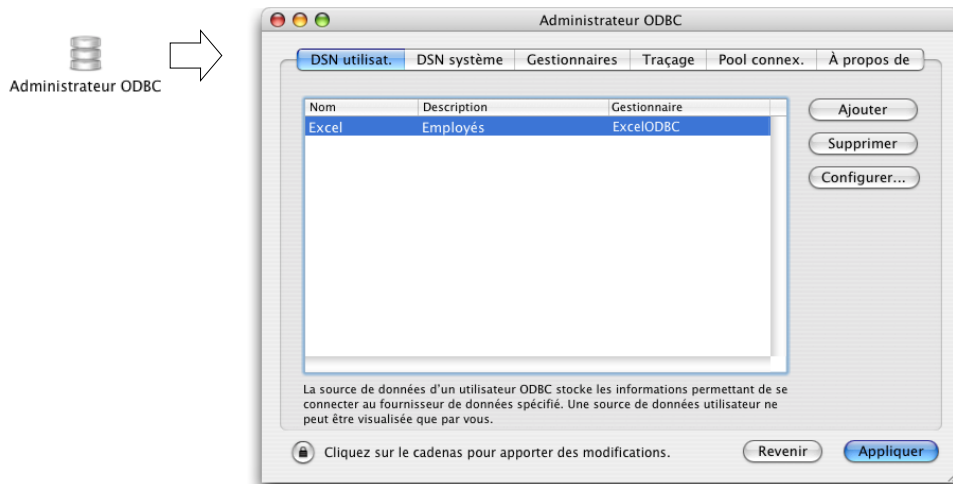 Administrateur ODBC
Administrateur ODBC
DSN utilisat. DSN système Gestionnaires Traçage Pool connex. À propos de
Nom Description Gestionnaire
Excel Employés ExcelODBC
Ajouter
Supprimer
Configurer...
La source de données d'un utilisateur ODBC stocke les informations permettant de se
connecter au fournisseur de données spécifié. Une source de données utilisateur ne
peut être visualisée que par vous.
Cliquez sur le cadenas pour apporter des modifications.
Revenir Appliquer